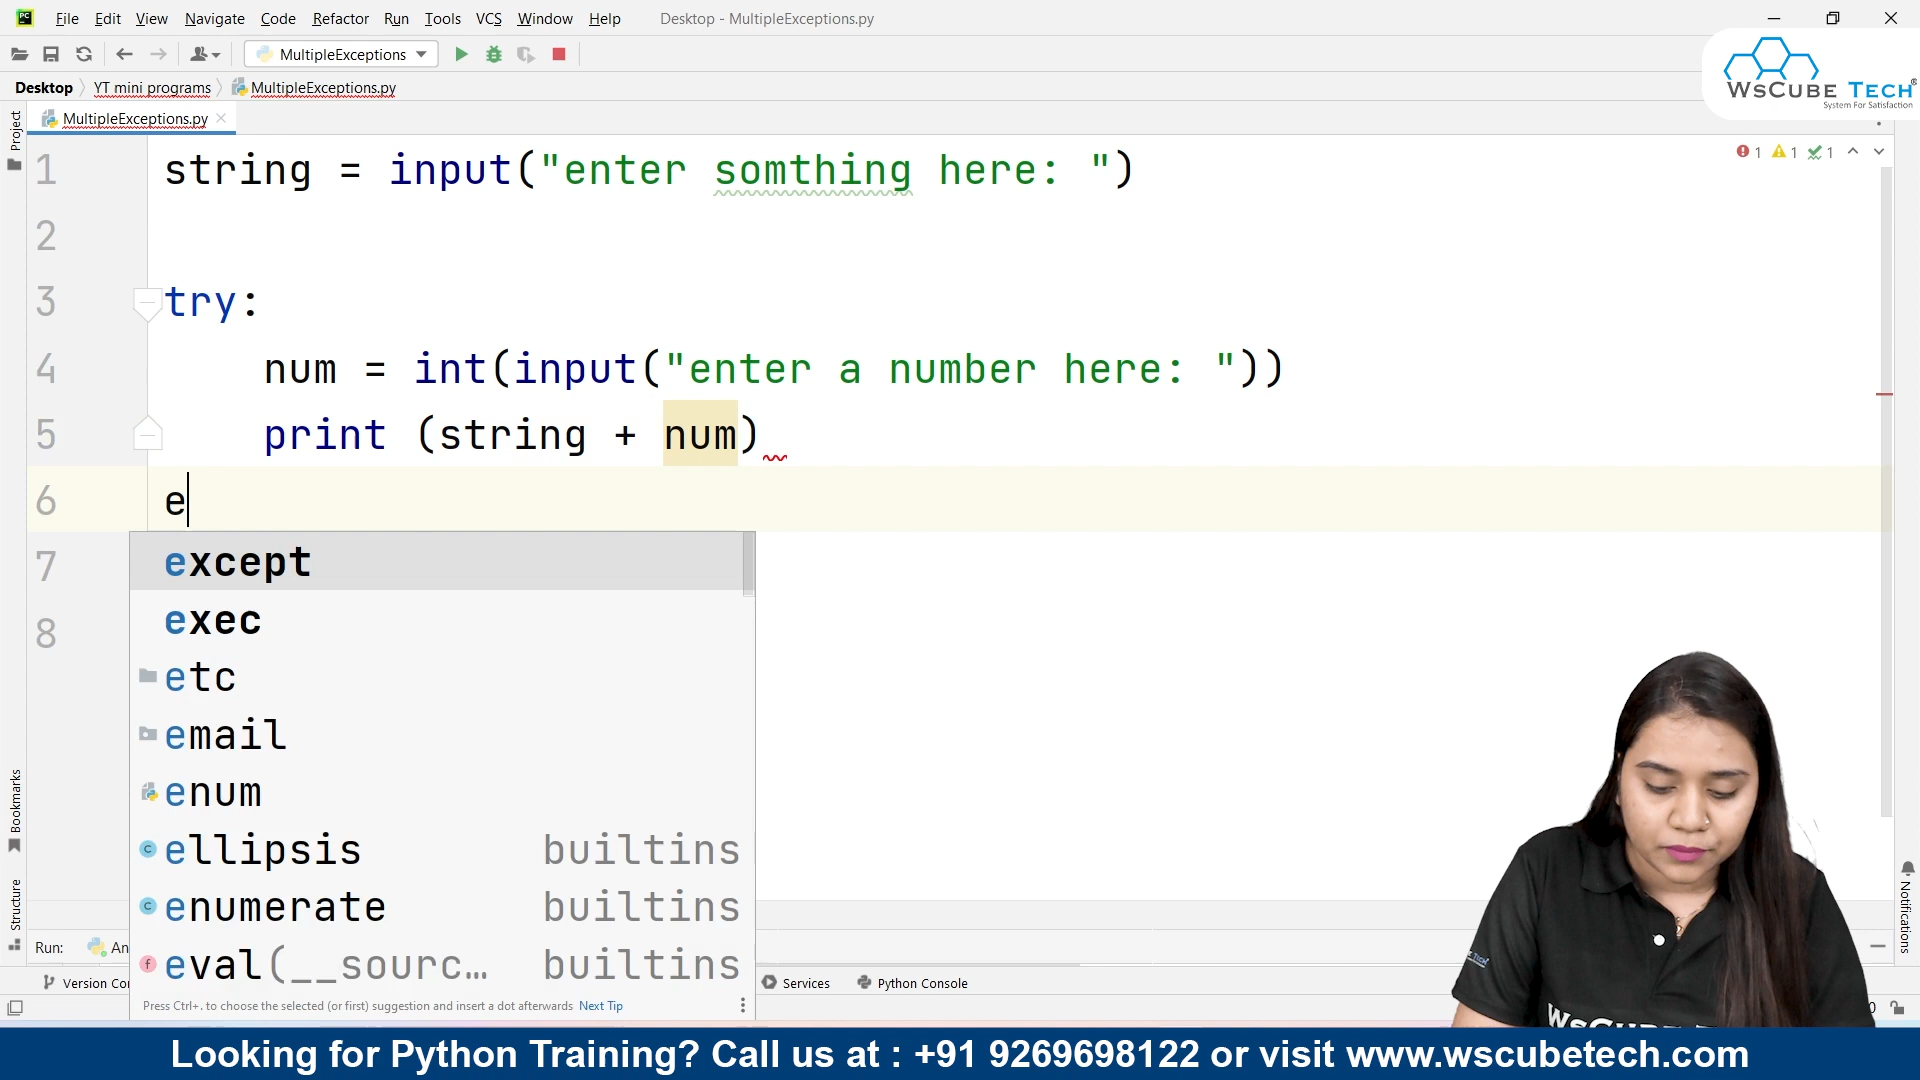 File Edit View Navigate Code Refactor Run Tools VCS Window Help Desktop - MultipleExceptions.py
MultipleExceptions
WsCube Tech®
System For Satisfaction
Desktop YT mini programs MultipleExceptions.py
Project
MultipleExceptions.py
1 1 1
1 string = input("enter somthing here: ")
2
3 try:
4 num = int(input("enter a number here: "))
5 print (string + num)
6 e
7
8
except
exec
etc
email
enum
ellipsis builtins
enumerate builtins
eval(__sourc… builtins
Press Ctrl+. to choose the selected (or first) suggestion and insert a dot afterwards Next Tip
Bookmarks
Structure
Notifications
Run: An
Version Co
Services Python Console
Looking for Python Training? Call us at : +91 9269698122 or visit www.wscubetech.com